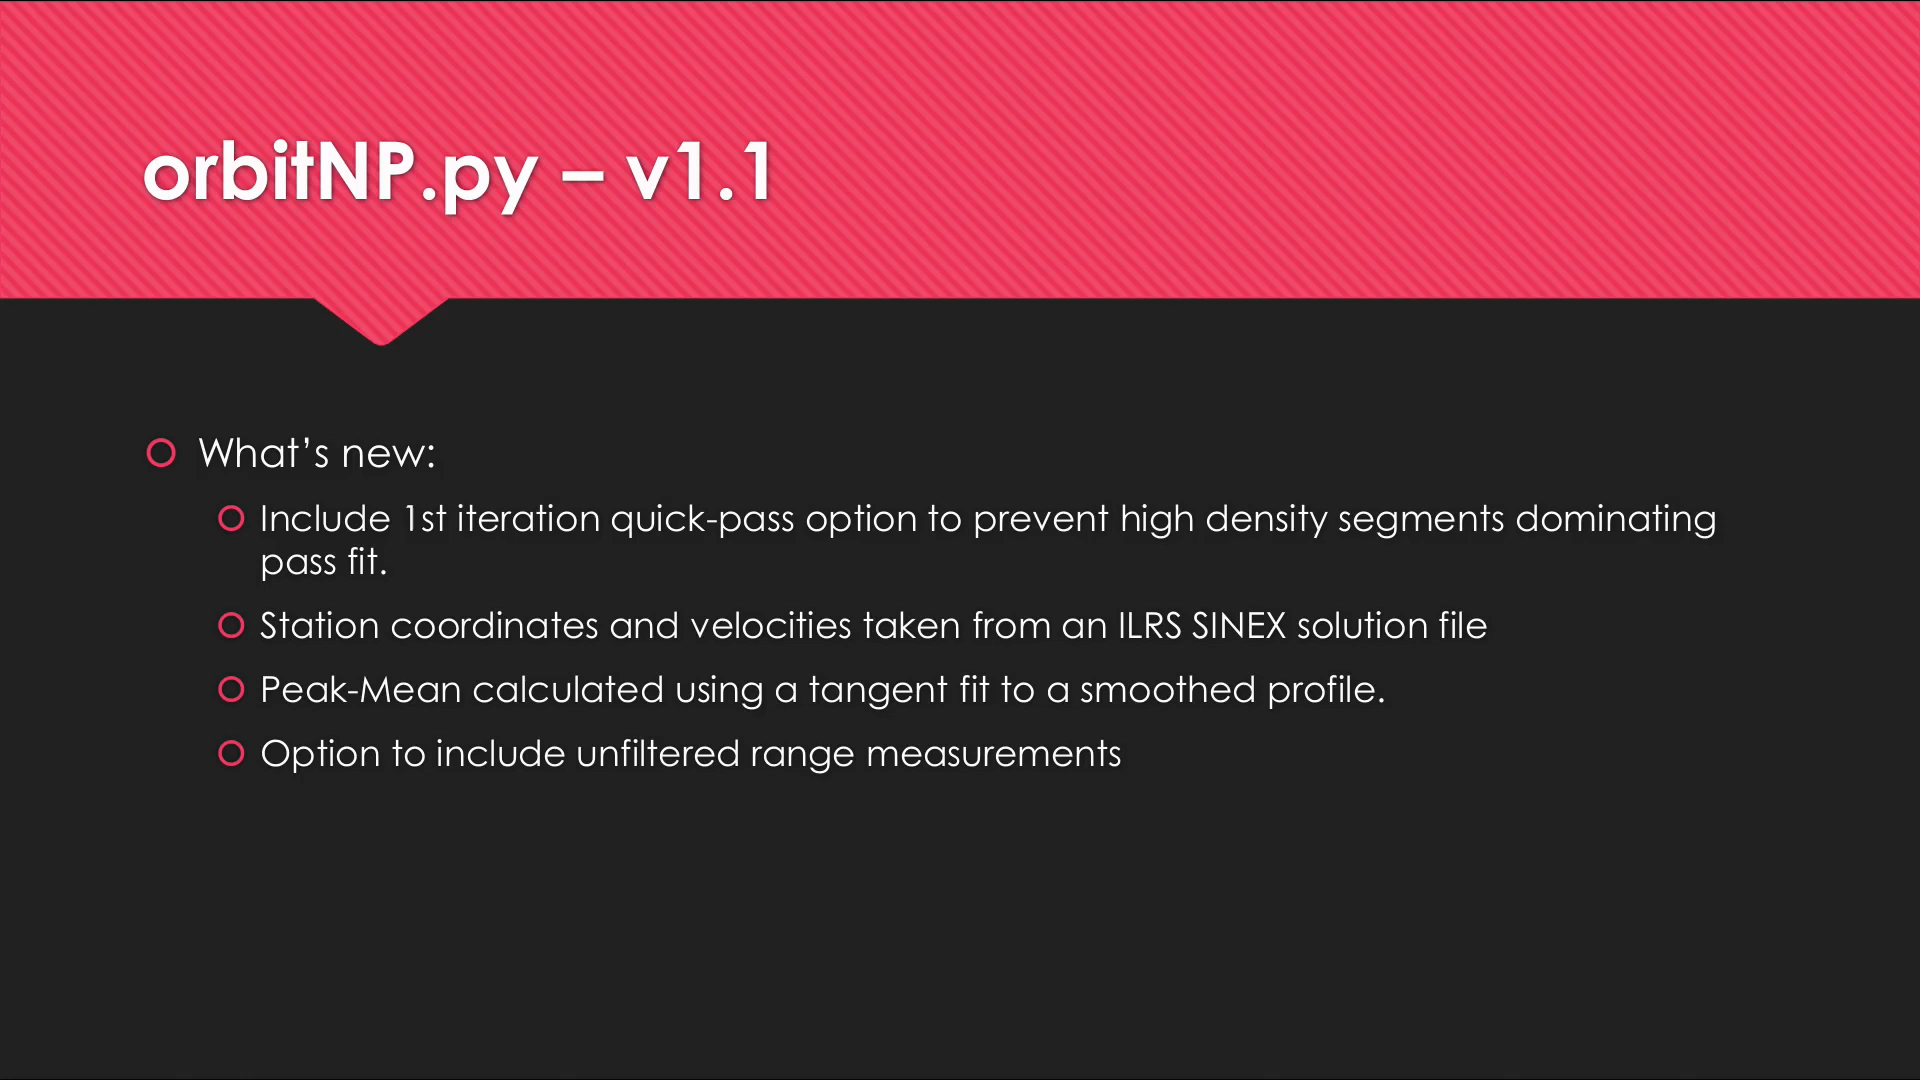 orbitNP.py – v1.1
What’s new:
Include 1st iteration quick-pass option to prevent high density segments dominating
pass fit.
Station coordinates and velocities taken from an ILRS SINEX solution file
Peak-Mean calculated using a tangent fit to a smoothed profile.
Option to include unfiltered range measurements